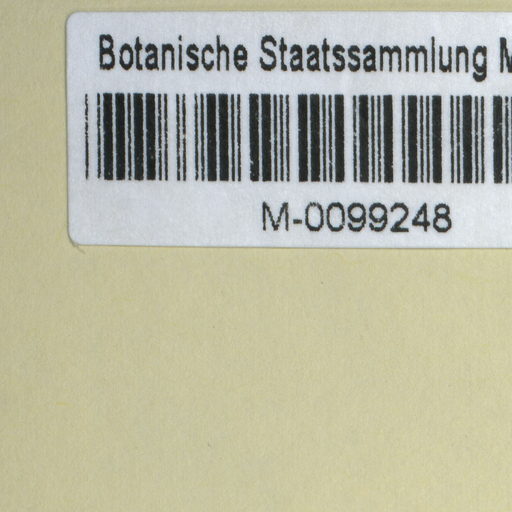 Botanische Staatssammlung M
M-0099248